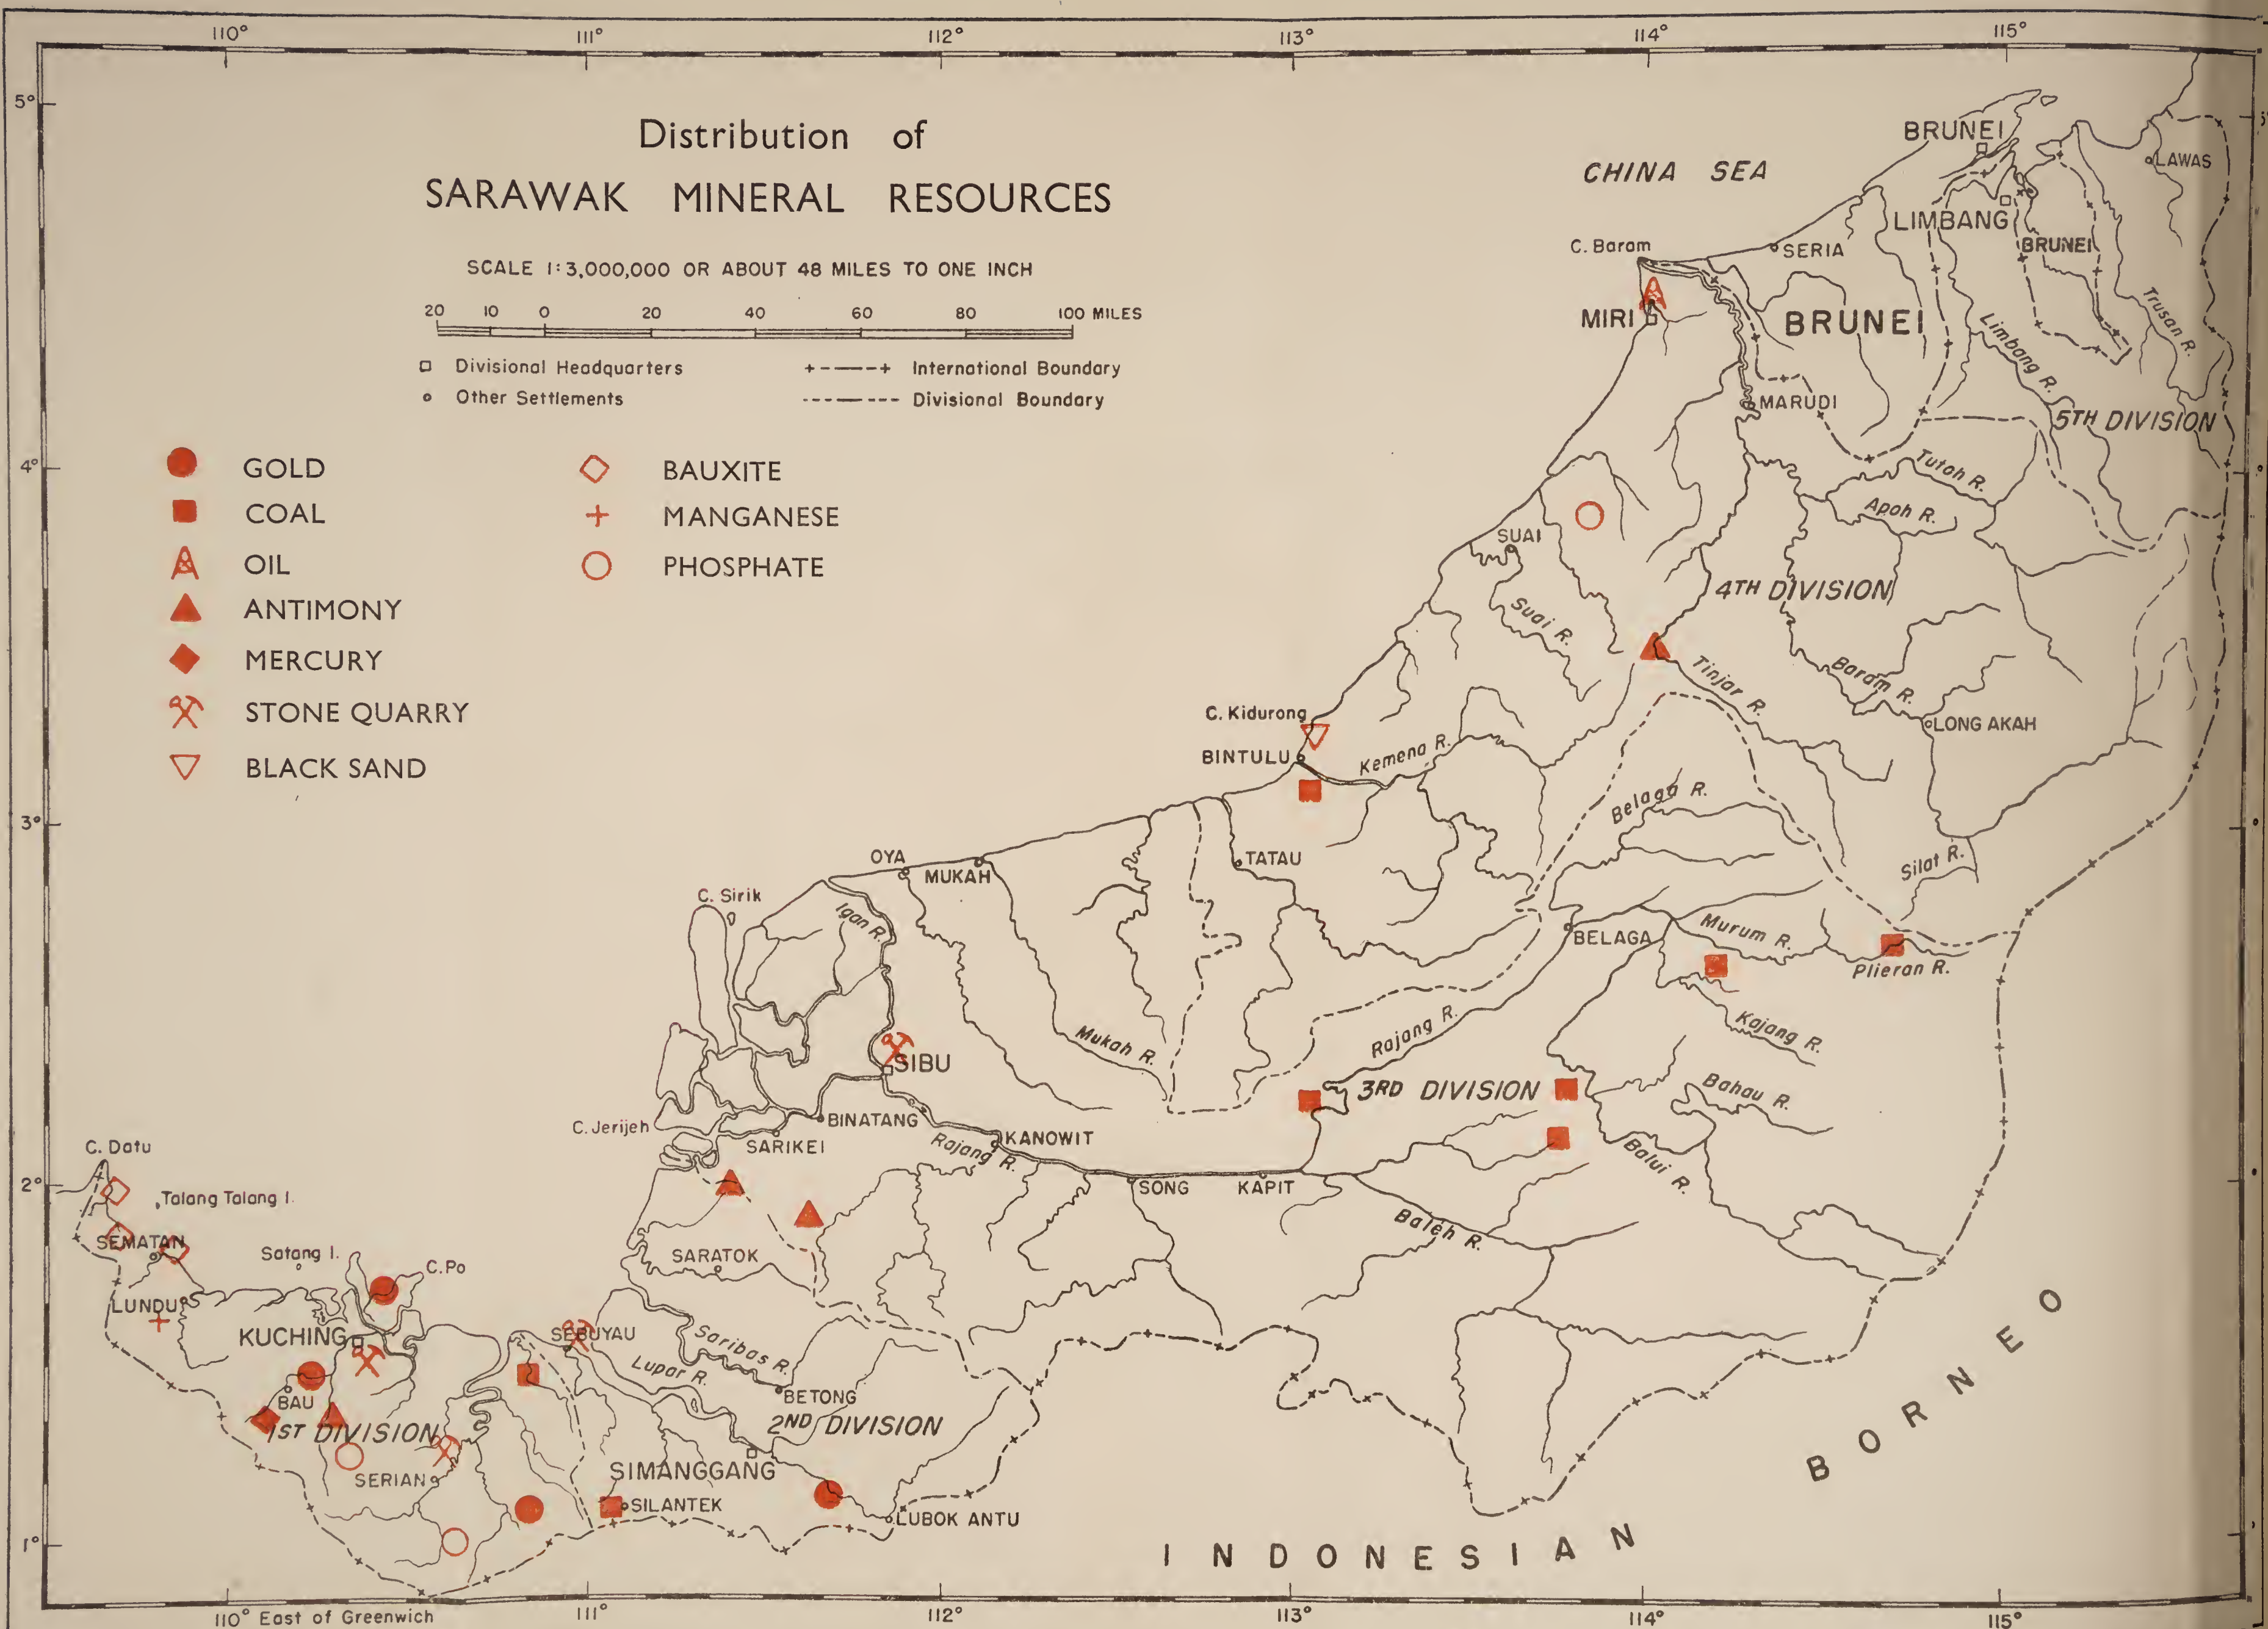 110° 111° 112° 113° 114° 115°
5°
Distribution of
SARAWAK MINERAL RESOURCES
SCALE 1:3,000,000 OR ABOUT 48 MILES TO ONE INCH
20 10 0 20 40 60 80 100 MILES
Divisional Headquarters
International Boundary
Other Settlements
Divisional Boundary
GOLD
COAL
OIL
ANTIMONY
MERCURY
STONE QUARRY
BLACK SAND
BAUXITE
MANGANESE
PHOSPHATE
4°
3°
2°
1°
CHINA SEA
BRUNEI
LAWAS
LIMBANG
BRUNEI
C. Baram
SERIA
MIRI
BRUNEI
Limbang R.
Trusan R.
MARUDI
5TH DIVISION
Tutoh R.
Apoh R.
SUAI
4TH DIVISION
Suai R.
Tinjar R.
Baram R.
LONG AKAH
C. Kidurong
BINTULU
Kemena R.
Belaga R.
Silat R.
OYA
MUKAH
TATAU
C. Sirik
Igan R.
BELAGA
Murum R.
Plieran R.
Kajang R.
Mukah R.
Rajang R.
SIBU
3RD DIVISION
Bahau R.
C. Jerijeh
BINATANG
SARIKEI
Rajang R.
KANOWIT
Balui R.
SONG
KAPIT
Baleh R.
C. Datu
Talang Talang I.
SEMATAN
Satang I.
C. Po
SARATOK
LUNDU
KUCHING
SEBUYAU
Saribas R.
Lupar R.
BETONG
BAU
1ST DIVISION
2ND DIVISION
SERIAN
SIMANGGANG
SILANTEK
LUBOK ANTU
INDONESIAN
BORNEO
110° East of Greenwich 111° 112° 113° 114° 115°